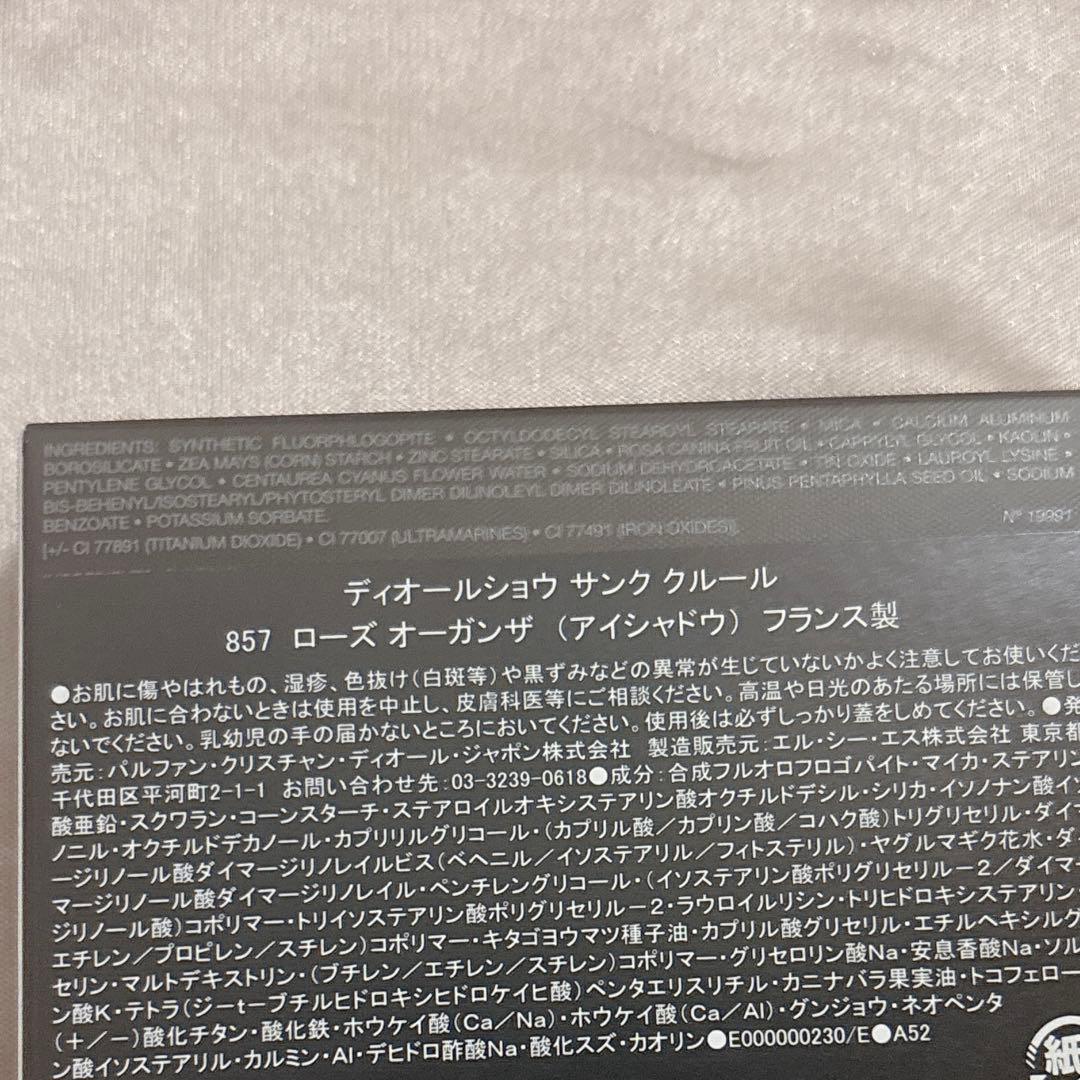 INGREDIENTS: SYNTHETIC FLUORPHLOGOPITE • OCTYLDODECYL STEAROYL STEARATE • MICA • CALCIUM ALUMINUM
BOROSILICATE • ZEA MAYS (CORN) STARCH • ZINC STEARATE • SILICA • ROSA CANINA FRUIT OIL • CAPRYLYL GLYCOL • KAOLIN •
PENTYLENE GLYCOL • CENTAUREA CYANUS FLOWER WATER • SODIUM DEHYDROACETATE • TIN OXIDE • LAUROYL LYSINE •
BIS-BEHENYL/ISOSTEARYL/PHYTOSTERYL DIMER DILINOLEYL DIMER DILINOLEATE • PINUS PENTAPHYLLA SEED OIL • SODIUM
BENZOATE • POTASSIUM SORBATE.
[+/- CI 77891 (TITANIUM DIOXIDE) • CI 77007 (ULTRAMARINES) • CI 77491 (IRON OXIDES)].
N° 19991
ディオールショウ サンク クルール
857 ローズ オーガンザ (アイシャドウ) フランス製
●お肌に傷やはれもの、湿疹、色抜け(白斑等)や黒ずみなどの異常が生じていないかよく注意してお使いくだ
さい。お肌に合わないときは使用を中止し、皮膚科医等にご相談ください。高温や日光のあたる場所には保管し
ないでください。乳幼児の手の届かないところにおいてください。使用後は必ずしっかり蓋をしめてください。●発
売元:パルファン・クリスチャン・ディオール・ジャポン株式会社 製造販売元:エル・シー・エス株式会社 東京都
千代田区平河町2-1-1 お問い合わせ先:03-3239-0618●成分:合成フルオロフロゴパイト・マイカ・ステアリン
酸亜鉛・スクワラン・コーンスターチ・ステアロイルオキシステアリン酸オクチルドデシル・シリカ・イソノナン酸イソ
ノニル・オクチルドデカノール・カプリリルグリコール・(カプリル酸/カプリン酸/コハク酸)トリグリセリル・ダイマ
ージリノール酸ダイマージリノレイルビス(ベヘニル/イソステアリル/フィトステリル)・ヤグルマギク花水・ダイ
マージリノール酸ダイマージリノレイル・ペンチレングリコール・(イソステアリン酸ポリグリセリル-2/ダイマー
ジリノール酸)コポリマー・トリイソステアリン酸ポリグリセリル-2・ラウロイルリシン・トリヒドロキシステアリン・
エチレン/プロピレン/スチレン)コポリマー・キタゴヨウマツ種子油・カプリル酸グリセリル・エチルヘキシルグ
セリン・マルトデキストリン・(ブチレン/エチレン/スチレン)コポリマー・グリセロリン酸Na・安息香酸Na・ソル
ン酸K・テトラ(ジ-t-ブチルヒドロキシヒドロケイヒ酸)ペンタエリスリチル・カニナバラ果実油・トコフェロー
(+/-)酸化チタン・酸化鉄・ホウケイ酸(Ca/Na)・ホウケイ酸(Ca/Al)・グンジョウ・ネオペンタ
ン酸イソステアリル・カルミン・Al・デヒドロ酢酸Na・酸化スズ・カオリン●E000000230/E●A52
紙